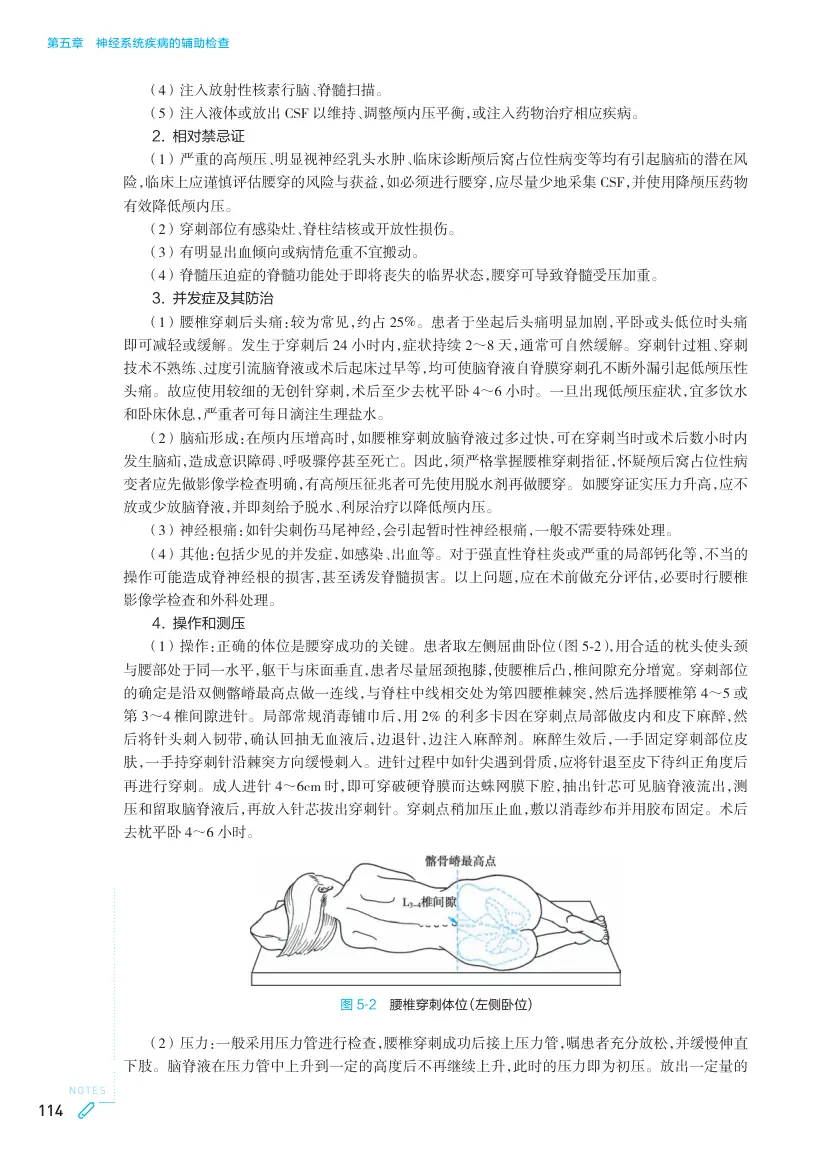 第五章 神经系统疾病的辅助检查
（4）注入放射性核素行脑、脊髓扫描。
（5）注入液体或放出 CSF 以维持、调整颅内压平衡，或注入药物治疗相应疾病。
2. 相对禁忌证
（1）严重的高颅压、明显视神经乳头水肿、临床诊断颅后窝占位性病变等均有引起脑疝的潜在风
险，临床上应谨慎评估腰穿的风险与获益，如必须进行腰穿，应尽量少地采集 CSF，并使用降颅压药物
有效降低颅内压。
（2）穿刺部位有感染灶、脊柱结核或开放性损伤。
（3）有明显出血倾向或病情危重不宜搬动。
（4）脊髓压迫症的脊髓功能处于即将丧失的临界状态，腰穿可导致脊髓受压加重。
3. 并发症及其防治
（1）腰椎穿刺后头痛：较为常见，约占 25%。患者于坐起后头痛明显加剧，平卧或头低位时头痛
即可减轻或缓解。发生于穿刺后 24 小时内，症状持续 2～8 天，通常可自然缓解。穿刺针过粗、穿刺
技术不熟练、过度引流脑脊液或术后起床过早等，均可使脑脊液自脊膜穿刺孔不断外漏引起低颅压性
头痛。故应使用较细的无创针穿刺，术后至少去枕平卧 4～6 小时。一旦出现低颅压症状，宜多饮水
和卧床休息，严重者可每日滴注生理盐水。
（2）脑疝形成：在颅内压增高时，如腰椎穿刺放脑脊液过多过快，可在穿刺当时或术后数小时内
发生脑疝，造成意识障碍、呼吸骤停甚至死亡。因此，须严格掌握腰椎穿刺指征，怀疑颅后窝占位性病
变者应先做影像学检查明确，有高颅压征兆者可先使用脱水剂再做腰穿。如腰穿证实压力升高，应不
放或少放脑脊液，并即刻给予脱水、利尿治疗以降低颅内压。
（3）神经根痛：如针尖刺伤马尾神经，会引起暂时性神经根痛，一般不需要特殊处理。
（4）其他：包括少见的并发症，如感染、出血等。对于强直性脊柱炎或严重的局部钙化等，不当的
操作可能造成脊神经根的损害，甚至诱发脊髓损害。以上问题，应在术前做充分评估，必要时行腰椎
影像学检查和外科处理。
4. 操作和测压
（1）操作：正确的体位是腰穿成功的关键。患者取左侧屈曲卧位（图 5-2），用合适的枕头使头颈
与腰部处于同一水平，躯干与床面垂直，患者尽量屈颈抱膝，使腰椎后凸，椎间隙充分增宽。穿刺部位
的确定是沿双侧髂嵴最高点做一连线，与脊柱中线相交处为第四腰椎棘突，然后选择腰椎第 4～5 或
第 3～4 椎间隙进针。局部常规消毒铺巾后，用 2% 的利多卡因在穿刺点局部做皮内和皮下麻醉，然
后将针头刺入韧带，确认回抽无血液后，边退针，边注入麻醉剂。麻醉生效后，一手固定穿刺部位皮
肤，一手持穿刺针沿棘突方向缓慢刺入。进针过程中如针尖遇到骨质，应将针退至皮下待纠正角度后
再进行穿刺。成人进针 4～6cm 时，即可穿破硬脊膜而达蛛网膜下腔，抽出针芯可见脑脊液流出，测
压和留取脑脊液后，再放入针芯拔出穿刺针。穿刺点稍加压止血，敷以消毒纱布并用胶布固定。术后
去枕平卧 4～6 小时。
髂骨嵴最高点
L3-4椎间隙
图 5-2 腰椎穿刺体位（左侧卧位）
（2）压力：一般采用压力管进行检查，腰椎穿刺成功后接上压力管，嘱患者充分放松，并缓慢伸直
下肢。脑脊液在压力管中上升到一定的高度后不再继续上升，此时的压力即为初压。放出一定量的
NOTES
114